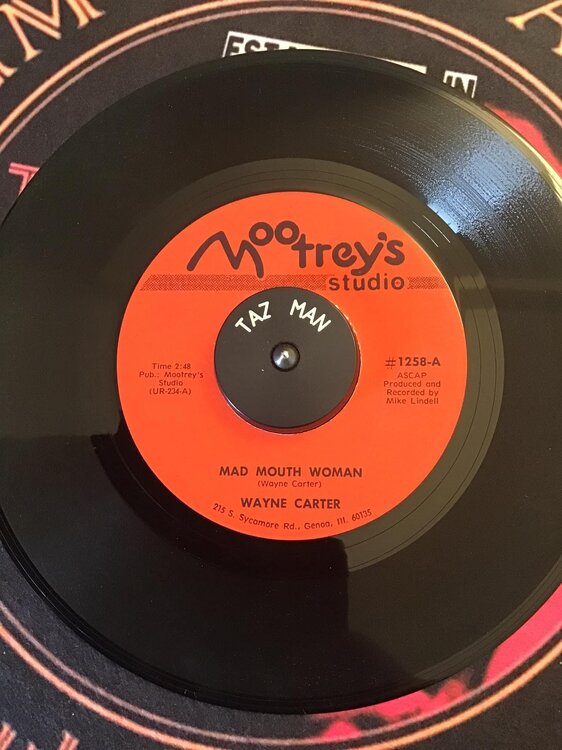 Mootrey's
studio
TAZ MAN
Time 2:48
Pub.: Mootrey's
Studio
(UR-234-A)
#1258-A
ASCAP
Produced and
Recorded by
Mike Lindell
MAD MOUTH WOMAN
(Wayne Carter)
WAYNE CARTER
215 S. Sycamore Rd., Genoa, Ill. 60135